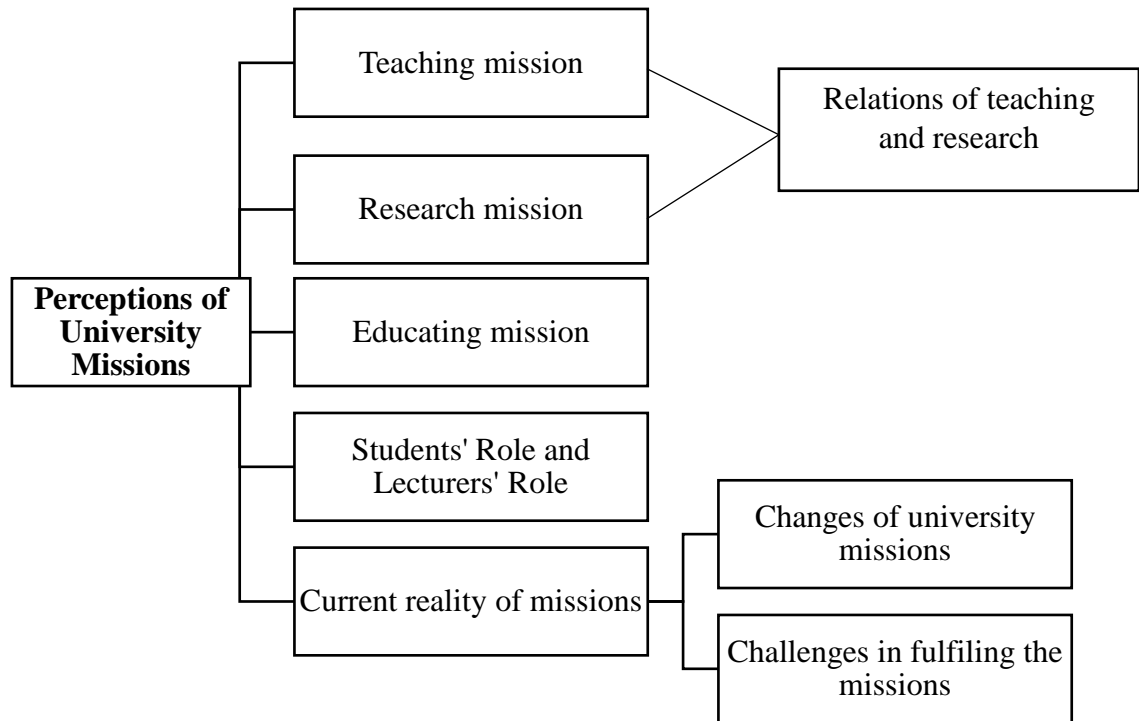 Teaching mission
Relations of teaching
and research
Research mission
Perceptions of
University
Missions
Educating mission
Students' Role and
Lecturers' Role
Current reality of missions
Changes of university
missions
Challenges in fulfiling the
missions